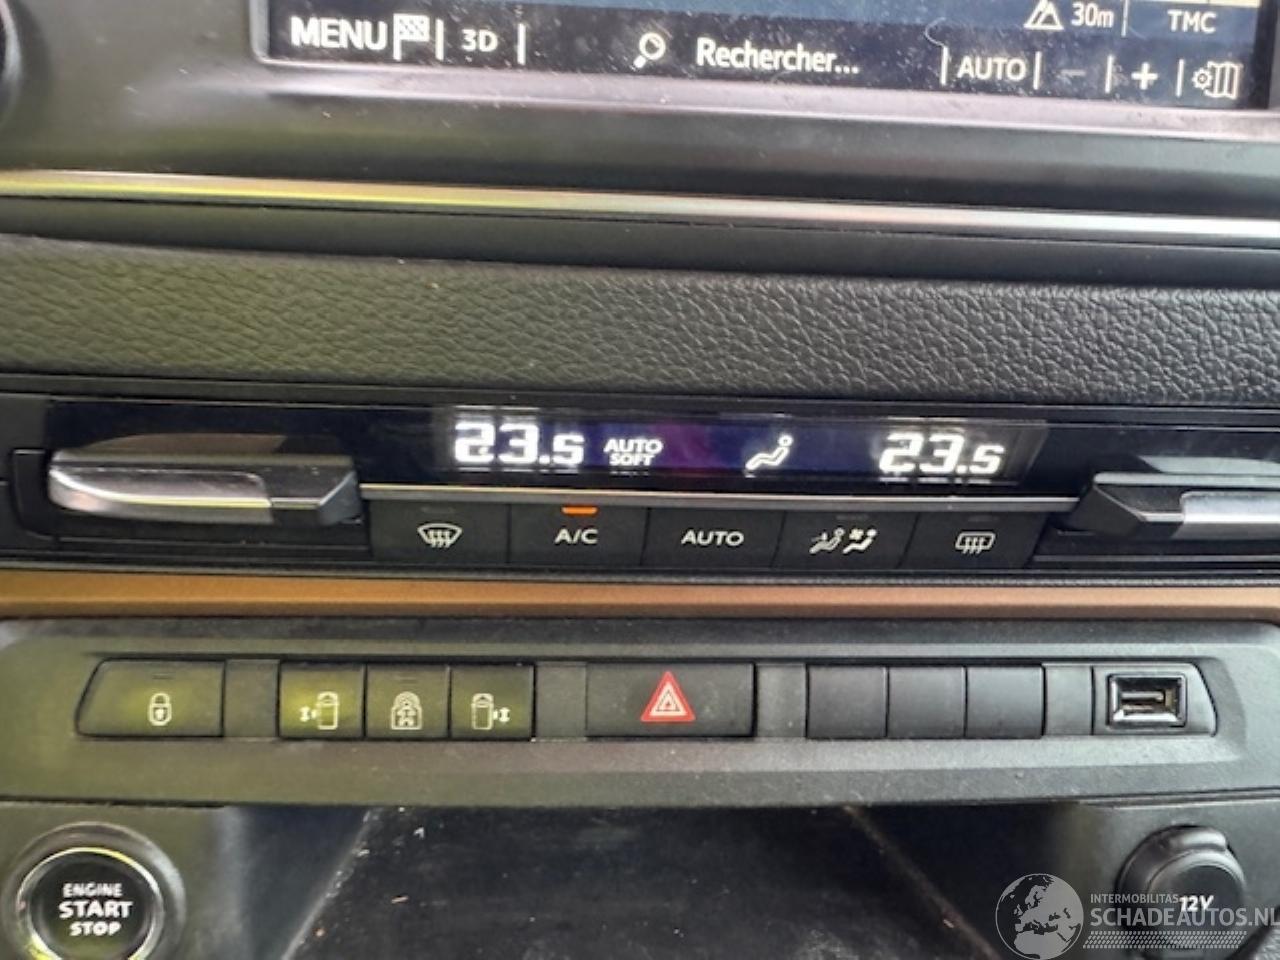 30m TMC
MENU 3D Rechercher... AUTO - +
23.5 AUTO SOFT 23.5
A/C AUTO
ENGINE
START
STOP
12V
INTERMOBILITAS
SCHADEAUTOS.NL